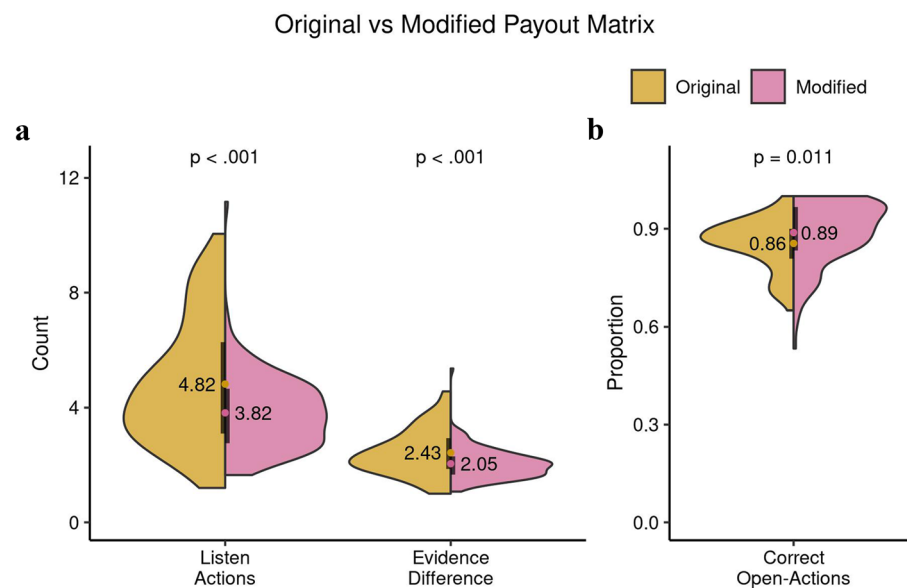 Original vs Modified Payout Matrix
Original
Modified
a
b
p < .001
p < .001
p = 0.011
12
8
4
0
Count
4.82
3.82
2.43
2.05
Listen
Actions
Evidence
Difference
0.9
0.6
0.3
0.0
Proportion
0.86
0.89
Correct
Open-Actions